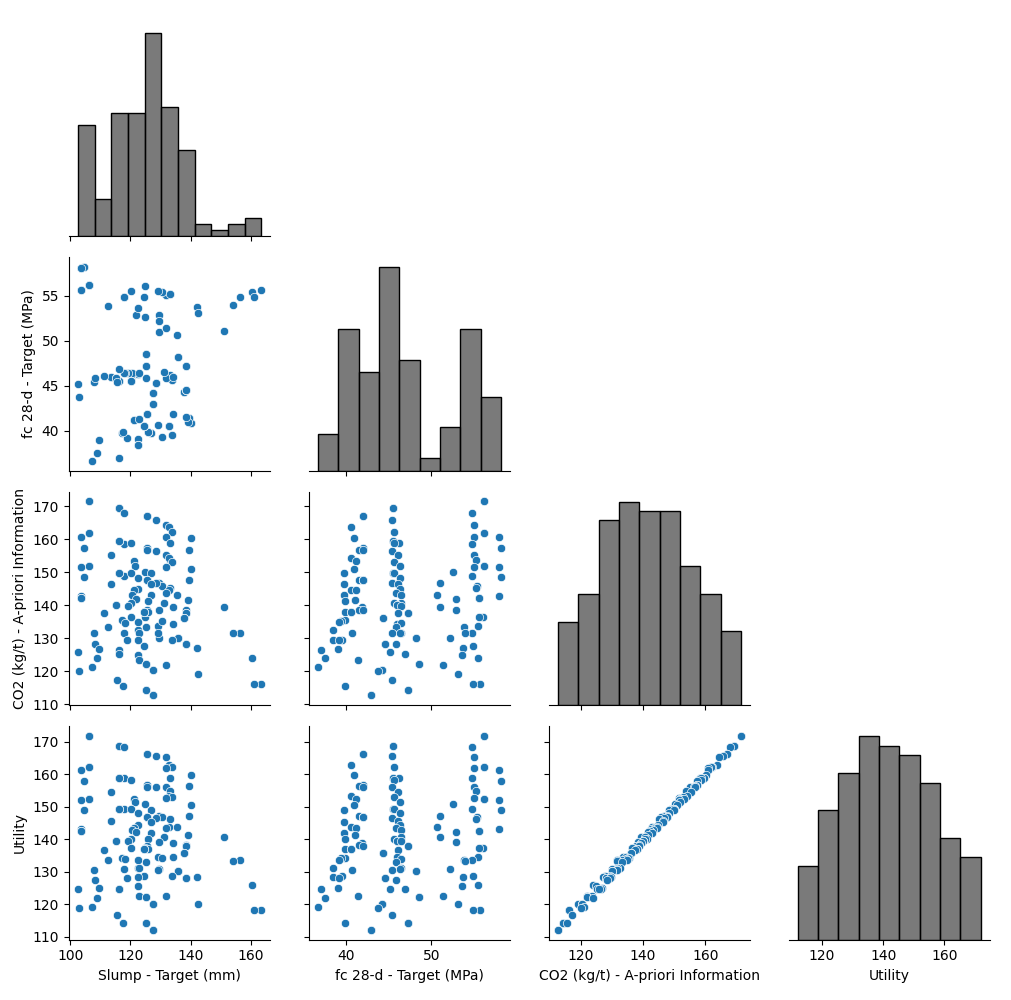 fc 28-d - Target (MPa)
55
50
45
40
CO2 (kg/t) - A-priori Information
170
160
150
140
130
120
110
Utility
170
160
150
140
130
120
110
100 120 140 160
40 50
120 140 160
120 140 160
Slump - Target (mm)
fc 28-d - Target (MPa)
CO2 (kg/t) - A-priori Information
Utility